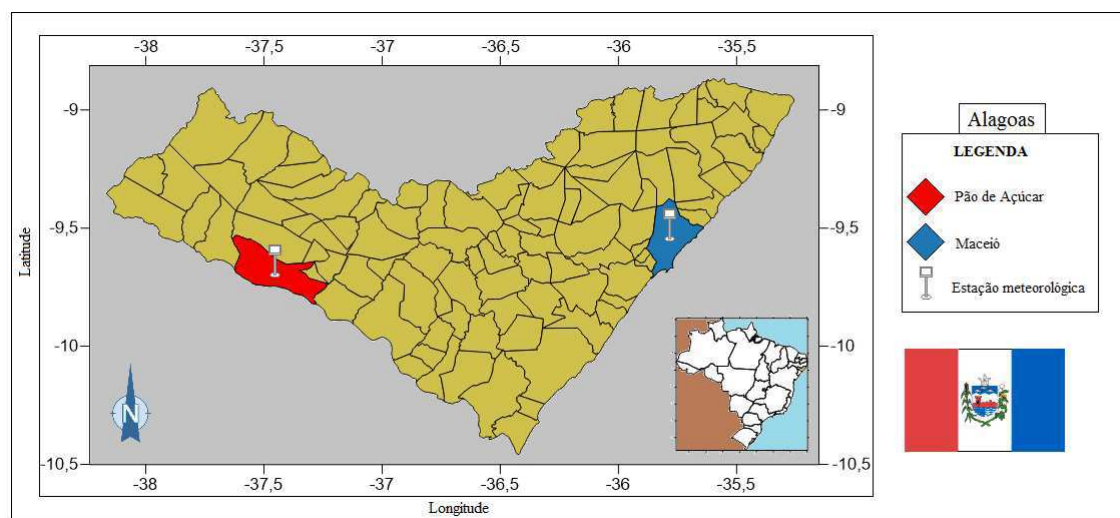 -38 -37,5 -37 -36,5 -36 -35,5
-9 -9
-9,5 -9,5
-10 -10
-10,5 -10,5
-38 -37,5 -37 -36,5 -36 -35,5
Latitude
Longitude
N
Alagoas
LEGENDA
Pão de Açúcar
Maceió
Estação meteorológica